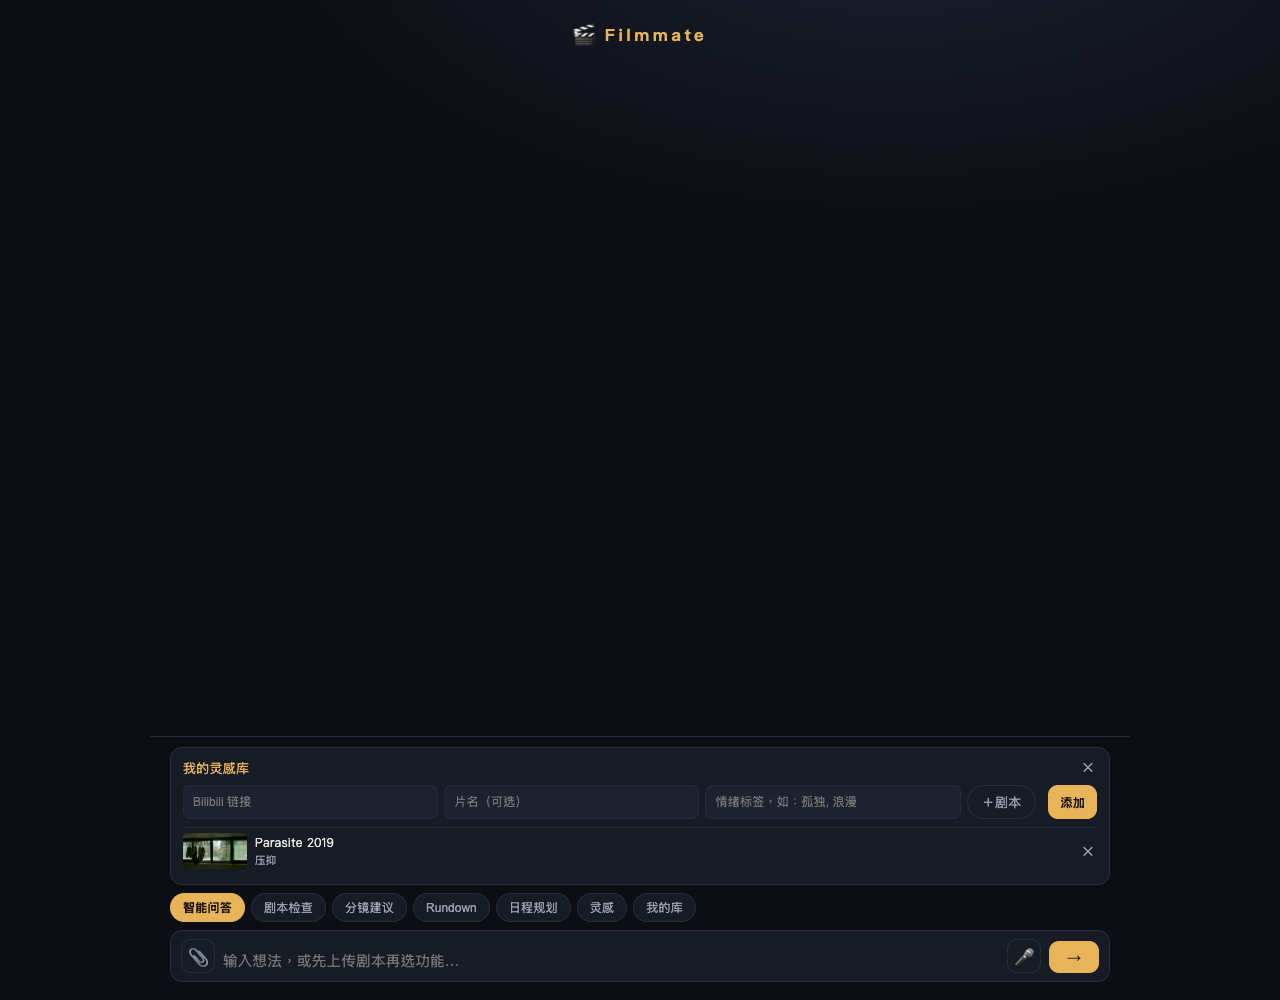 Filmmate
我的灵感库 ×
Bilibili 链接 片名（可选） 情绪标签，如：孤独, 浪漫 ＋剧本 添加
Parasite 2019 ×
压抑
智能问答 剧本检查 分镜建议 Rundown 日程规划 灵感 我的库
输入想法，或先上传剧本再选功能… →